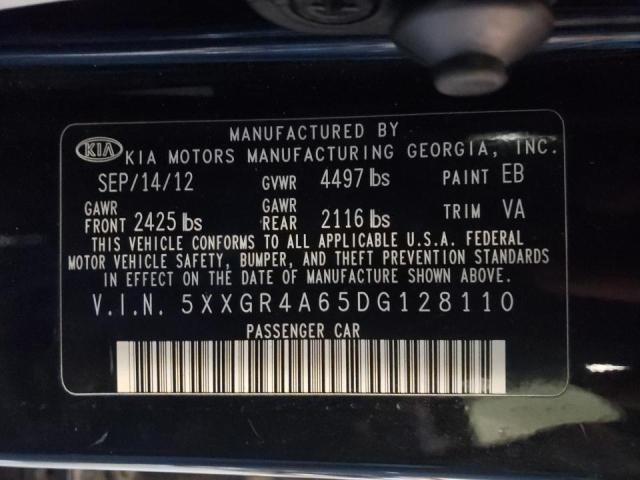 MANUFACTURED BY
KIA KIA MOTORS MANUFACTURING GEORGIA, INC.
SEP/14/12 GVWR 4497 lbs PAINT EB
GAWR FRONT 2425 lbs GAWR REAR 2116 lbs TRIM VA
THIS VEHICLE CONFORMS TO ALL APPLICABLE U.S.A. FEDERAL
MOTOR VEHICLE SAFETY, BUMPER, AND THEFT PREVENTION STANDARDS
IN EFFECT ON THE DATE OF MANUFACTURE SHOWN ABOVE.
V.I.N. 5XXGR4A65DG128110
PASSENGER CAR